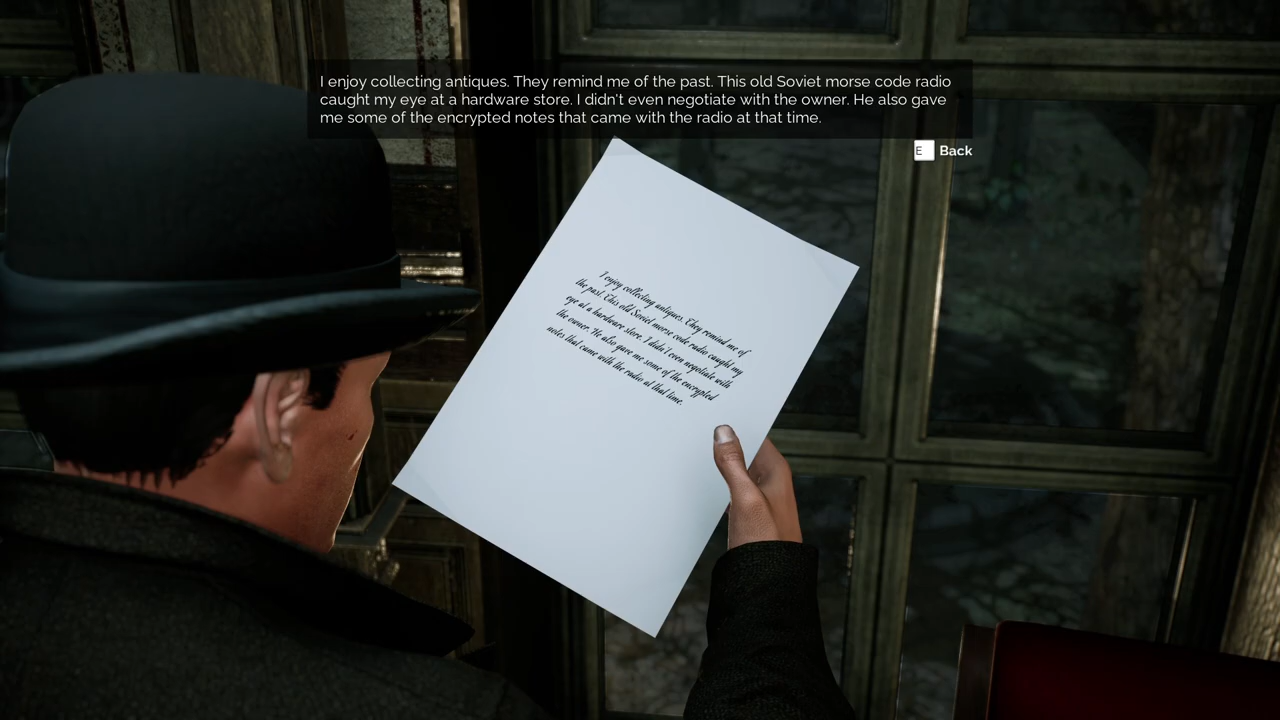 I enjoy collecting antiques. They remind me of the past. This old Soviet morse code radio
caught my eye at a hardware store. I didn't even negotiate with the owner. He also gave
me some of the encrypted notes that came with the radio at that time.
E Back
I enjoy collecting antiques. They remind me of
the past. This old Soviet morse code radio caught my
eye at a hardware store. I didn't even negotiate with
the owner. He also gave me some of the encrypted
notes that came with the radio at that time.